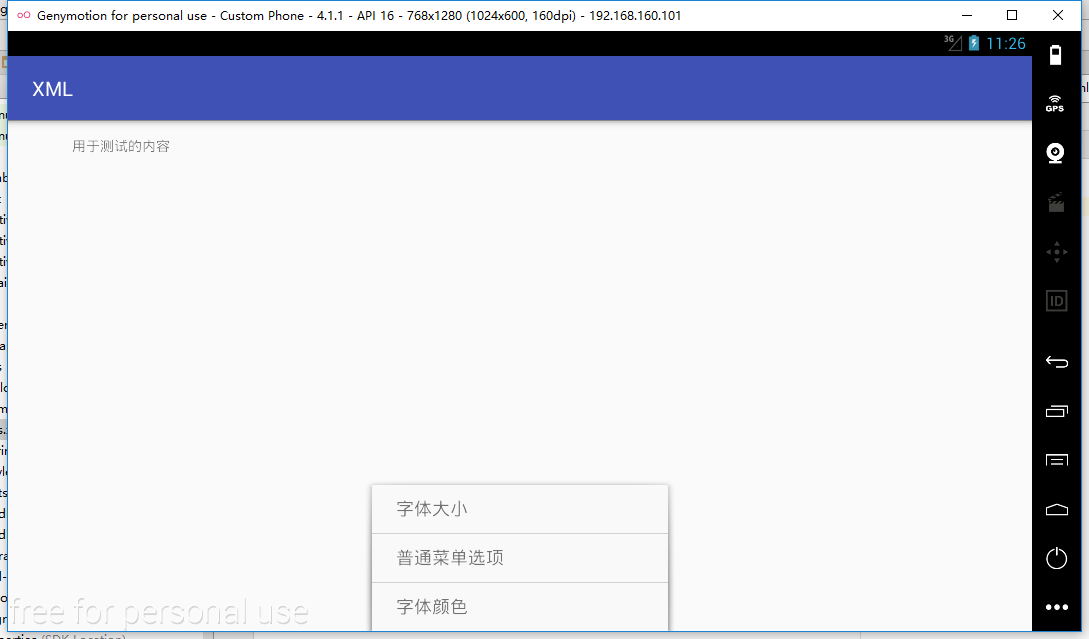 Genymotion for personal use - Custom Phone - 4.1.1 - API 16 - 768x1280 (1024x600, 160dpi) - 192.168.160.101
3G 11:26
XML
GPS
用于测试的内容
ID
字体大小
普通菜单选项
字体颜色
free for personal use